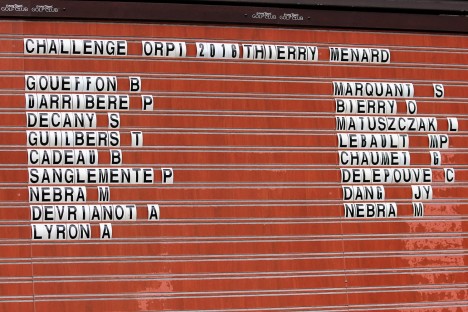 CHALLENGE ORPI 2016 THIERRY MENARD
GOUEFFON B
DARRIBERE P
DECANY S
GUILBERS T
CADEAU B
SANGLEMENTE P
NEBRA M
DEVRIANOT A
LYRON A
MARQUANT S
BIERRY O
MATUSZCZAK L
LEBAULT MP
CHAUMET G
DELEPOUVE C
DANG JY
NEBRA M